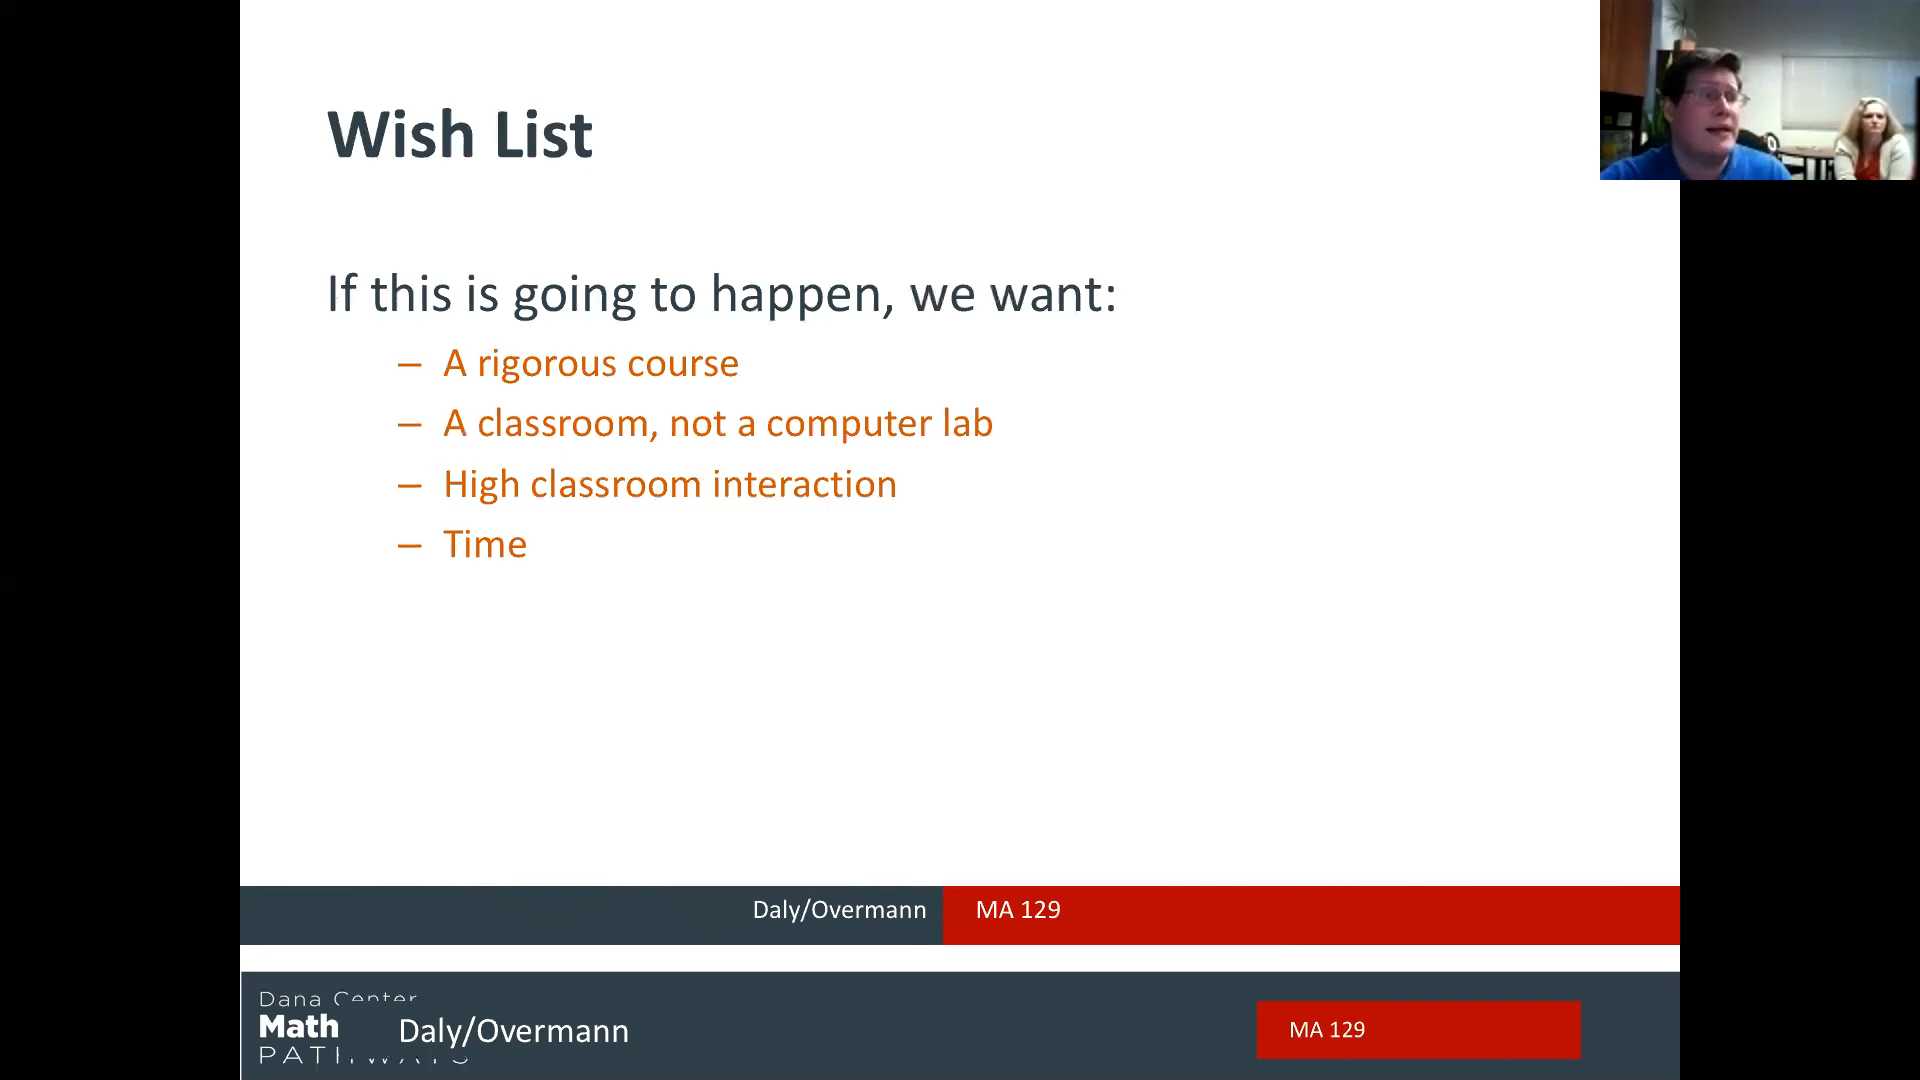 Wish List
If this is going to happen, we want:
– A rigorous course
– A classroom, not a computer lab
– High classroom interaction
– Time
Daly/Overmann
MA 129
Dana Center
Math
PATHWAYS
Daly/Overmann
MA 129